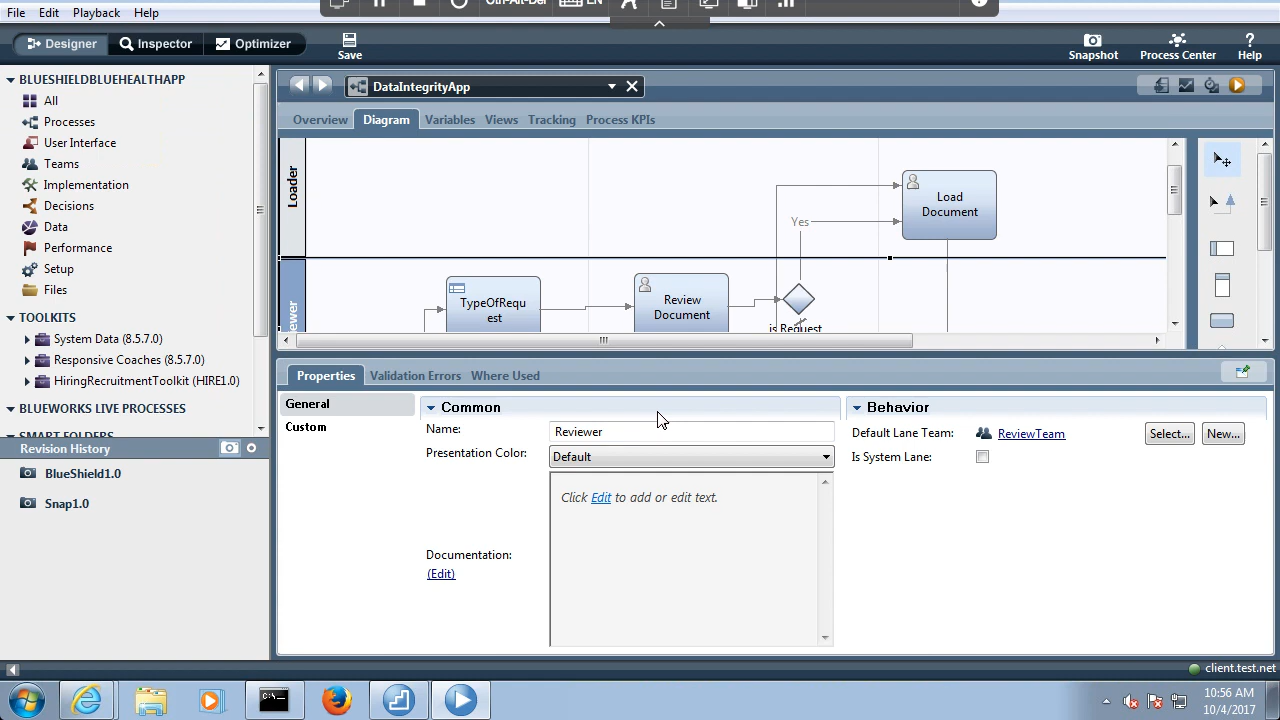 File Edit Playback Help
Ctrl-Alt-Del
EN
Designer Inspector Optimizer
Save
Snapshot Process Center Help
BLUESHIELDBLUEHEALTHAPP
All
Processes
User Interface
Teams
Implementation
Decisions
Data
Performance
Setup
Files
TOOLKITS
System Data (8.5.7.0)
Responsive Coaches (8.5.7.0)
HiringRecruitmentToolkit (HIRE1.0)
BLUEWORKS LIVE PROCESSES
SMART FOLDERS
Revision History
BlueShield1.0
Snap1.0
DataIntegrityApp
Overview Diagram Variables Views Tracking Process KPIs
Loader
Load
Document
Yes
ewer
TypeOfRequ
est
Review
Document
is Request
Properties Validation Errors Where Used
General
Custom
Common
Name: Reviewer
Presentation Color: Default
Click Edit to add or edit text.
Documentation:
(Edit)
Behavior
Default Lane Team: ReviewTeam Select... New...
Is System Lane:
client.test.net
10:56 AM
10/4/2017